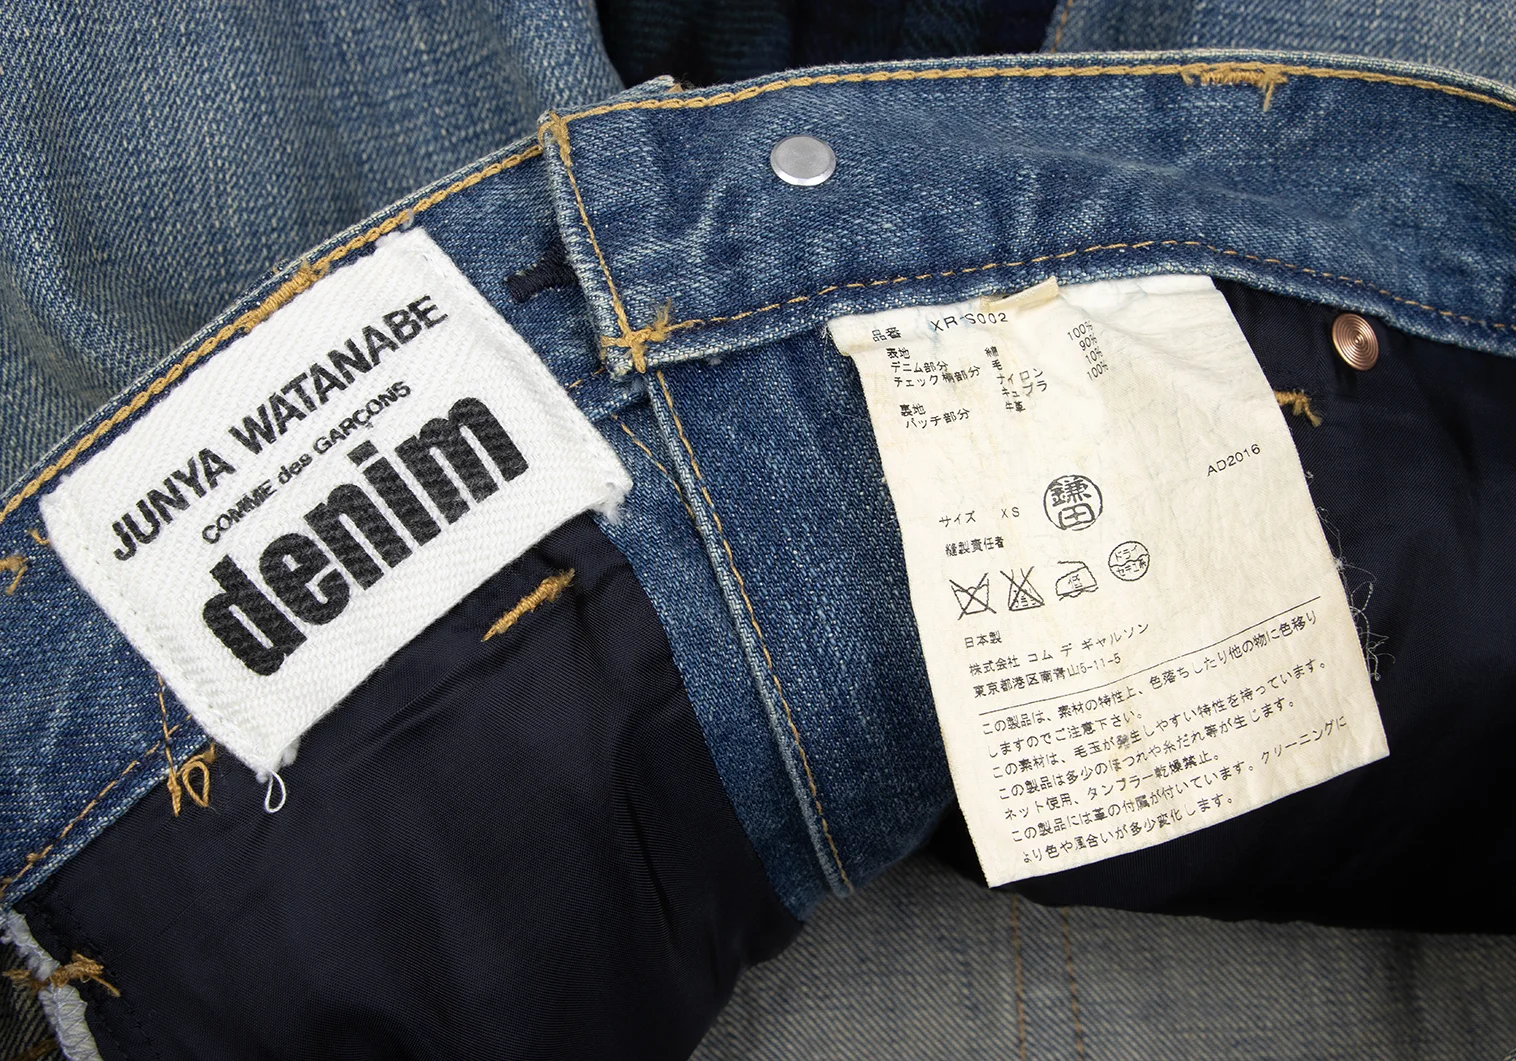 JUNYA WATANABE
COMME des GARÇONS
denim
品番 XR-S002
表地
デニム部分 綿 100%
チェック柄部分 毛 90%
ナイロン 10%
裏地 キュプラ 100%
パッチ部分 牛革
AD2016
サイズ XS
鎌田
縫製責任者
ドライ
セキユ系
日本製
株式会社 コム デ ギャルソン
東京都港区南青山5-11-5
この製品は、素材の特性上、色落ちしたり他の物に色移り
しますのでご注意下さい。
この素材は、毛玉が発生しやすい特性を持っています。
この製品は多少のほつれや糸だれ等が生じます。
ネット使用、タンブラー乾燥禁止。
この製品には革の付属が付いています。クリーニングに
より色や風合いが多少変化します。